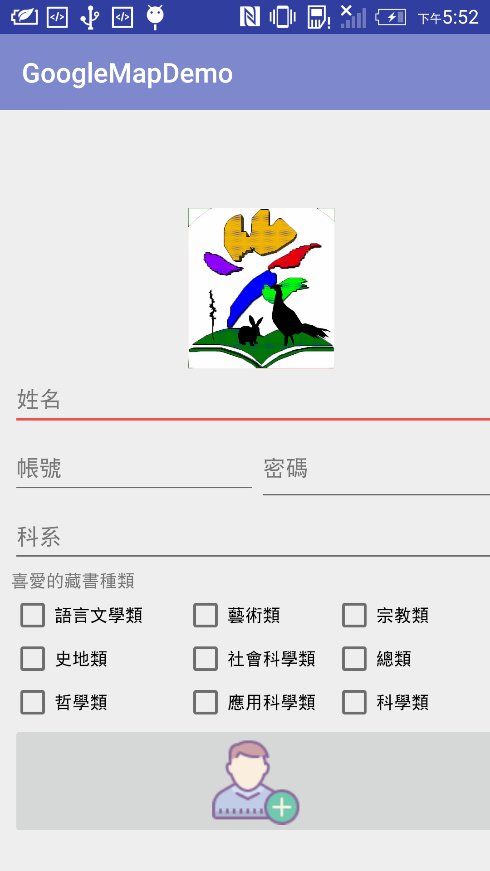 下午5:52
GoogleMapDemo
姓名
帳號 密碼
科系
喜愛的藏書種類
語言文學類 藝術類 宗教類
史地類 社會科學類 總類
哲學類 應用科學類 科學類